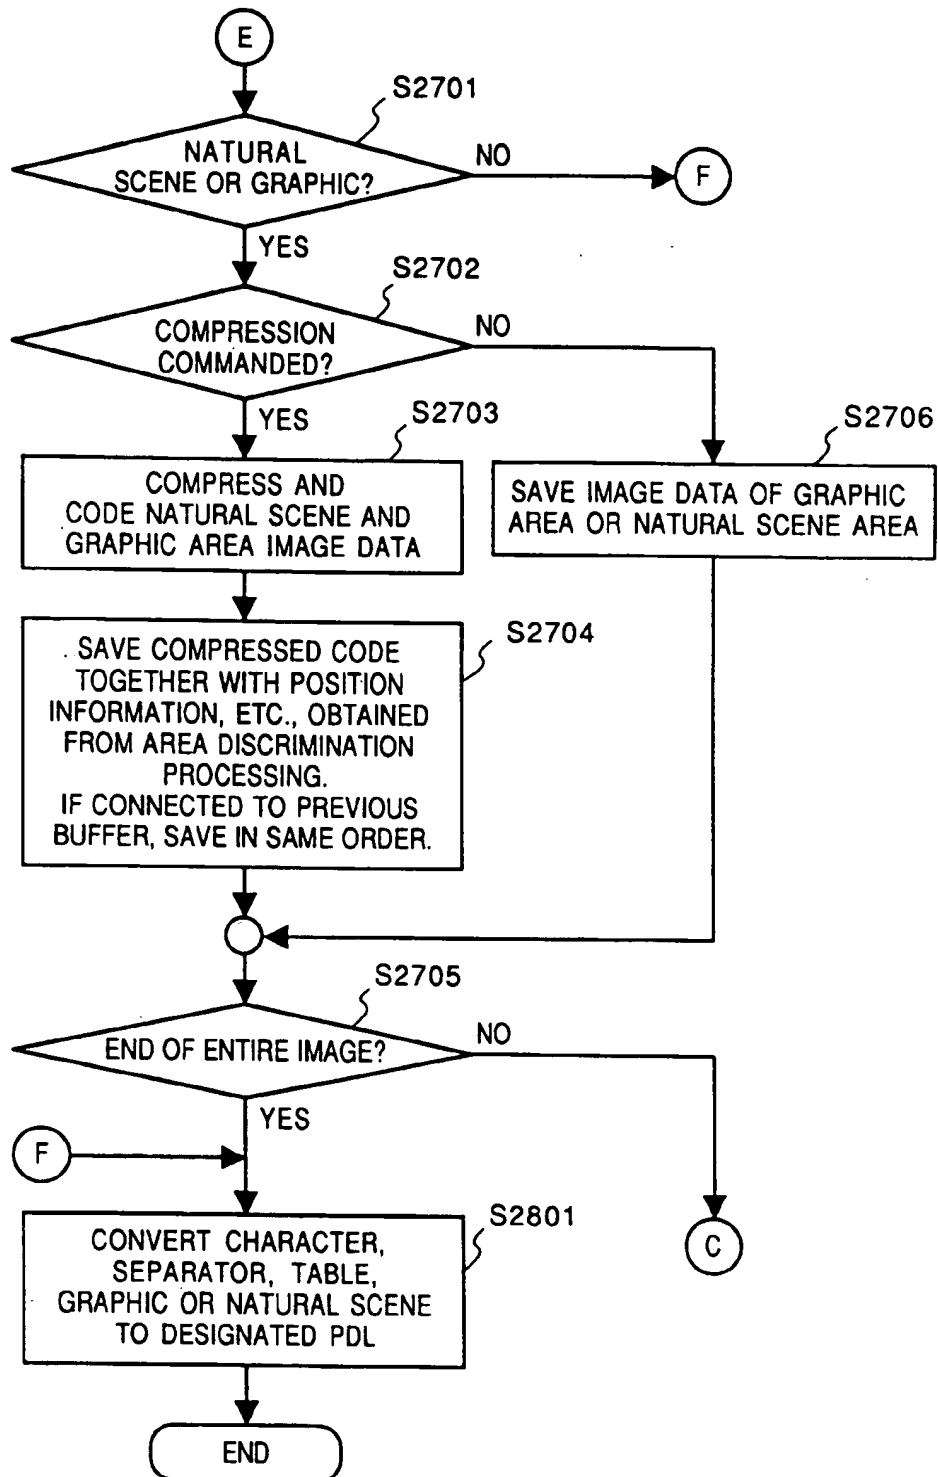 E
S2701
NATURAL
SCENE OR GRAPHIC?
NO
F
YES
S2702
COMPRESSION
COMMANDED?
NO
YES
S2703
S2706
COMPRESS AND
CODE NATURAL SCENE AND
GRAPHIC AREA IMAGE DATA
SAVE IMAGE DATA OF GRAPHIC
AREA OR NATURAL SCENE AREA
S2704
SAVE COMPRESSED CODE
TOGETHER WITH POSITION
INFORMATION, ETC., OBTAINED
FROM AREA DISCRIMINATION
PROCESSING.
IF CONNECTED TO PREVIOUS
BUFFER, SAVE IN SAME ORDER.
S2705
END OF ENTIRE IMAGE?
NO
YES
F
S2801
C
CONVERT CHARACTER,
SEPARATOR, TABLE,
GRAPHIC OR NATURAL SCENE
TO DESIGNATED PDL
END